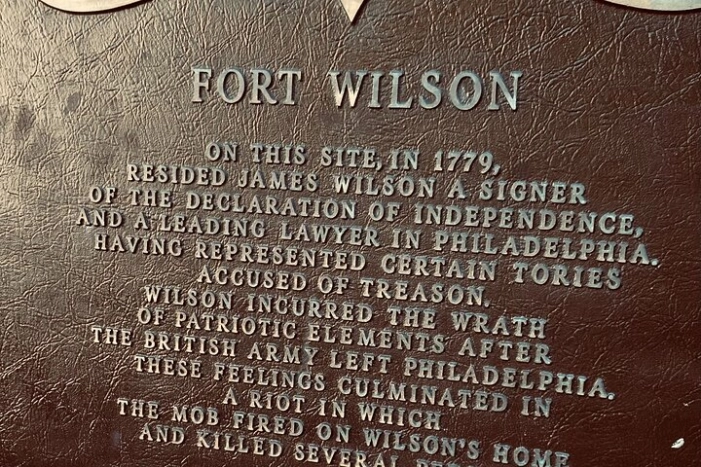 FORT WILSON
ON THIS SITE, IN 1779,
RESIDED JAMES WILSON A SIGNER
OF THE DECLARATION OF INDEPENDENCE,
AND A LEADING LAWYER IN PHILADELPHIA.
HAVING REPRESENTED CERTAIN TORIES
ACCUSED OF TREASON.
WILSON INCURRED THE WRATH
OF PATRIOTIC ELEMENTS AFTER
THE BRITISH ARMY LEFT PHILADELPHIA.
THESE FEELINGS CULMINATED IN
A RIOT IN WHICH
THE MOB FIRED ON WILSON'S HOME
AND KILLED SEVERAL